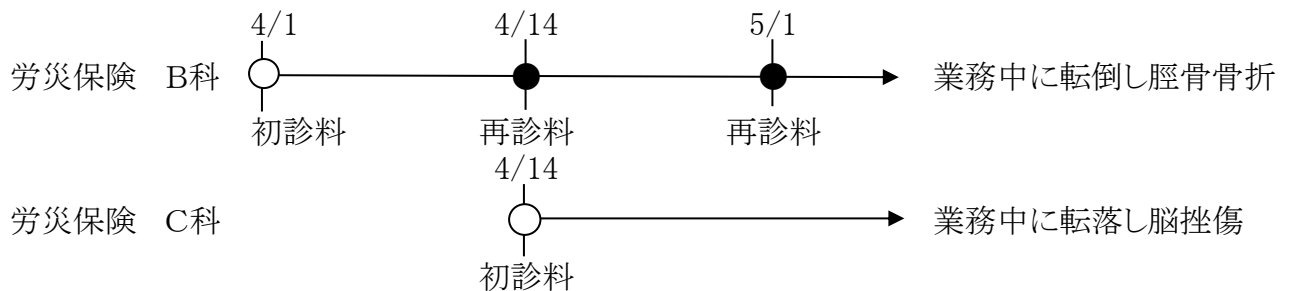 4/1 4/14 5/1
労災保険 B科 業務中に転倒し脛骨骨折
初診料 再診料 再診料
4/14
労災保険 C科 業務中に転落し脳挫傷
初診料